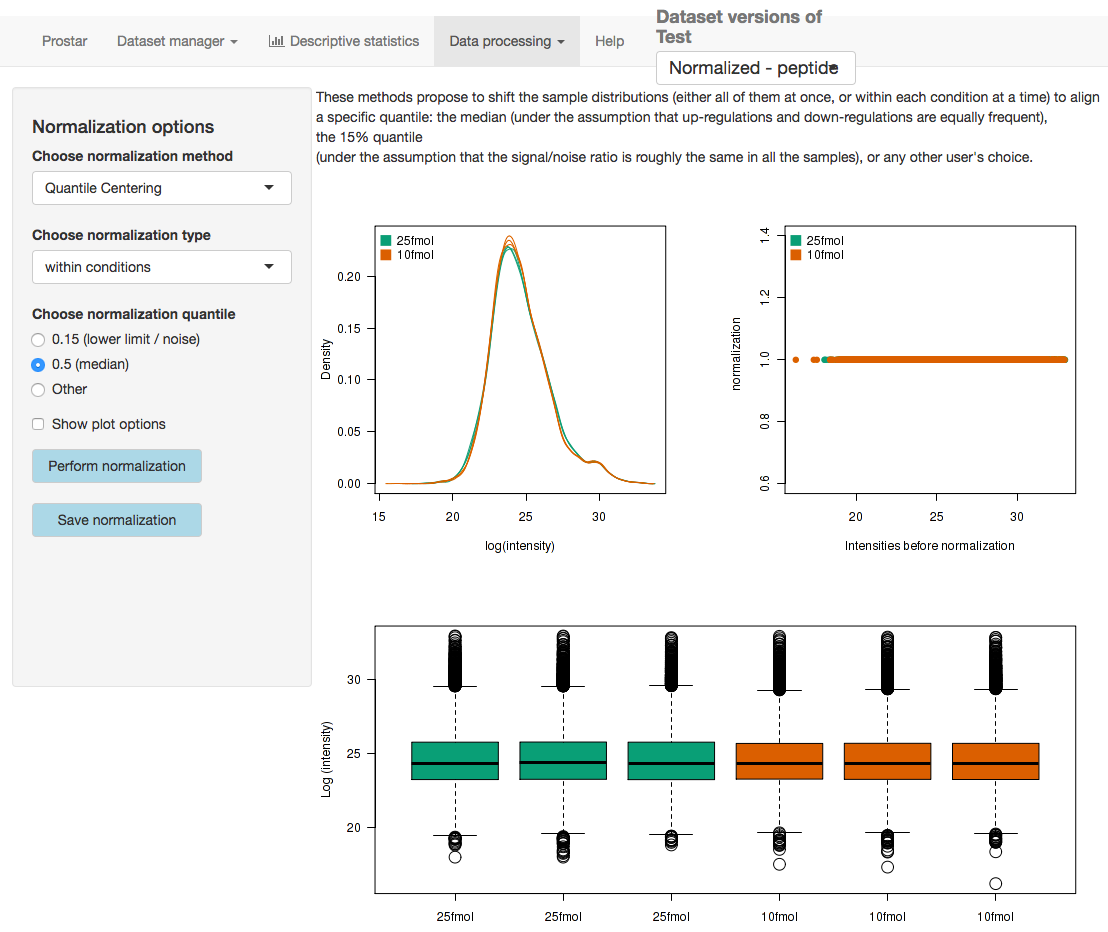 Prostar
Dataset manager
Descriptive statistics
Data processing
Help
Dataset versions of
Test
Normalized - peptide
Normalization options
Choose normalization method
Quantile Centering
Choose normalization type
within conditions
Choose normalization quantile
0.15 (lower limit / noise)
0.5 (median)
Other
Show plot options
Perform normalization
Save normalization
These methods propose to shift the sample distributions (either all of them at once, or within each condition at a time) to align
a specific quantile: the median (under the assumption that up-regulations and down-regulations are equally frequent),
the 15% quantile
(under the assumption that the signal/noise ratio is roughly the same in all the samples), or any other user's choice.
25fmol
10fmol
Density
0.20
0.15
0.10
0.05
0.00
15 20 25 30
log(intensity)
25fmol
10fmol
normalization
1.4
1.2
1.0
0.8
0.6
20 25 30
Intensities before normalization
Log (intensity)
30
25
20
25fmol 25fmol 25fmol 10fmol 10fmol 10fmol